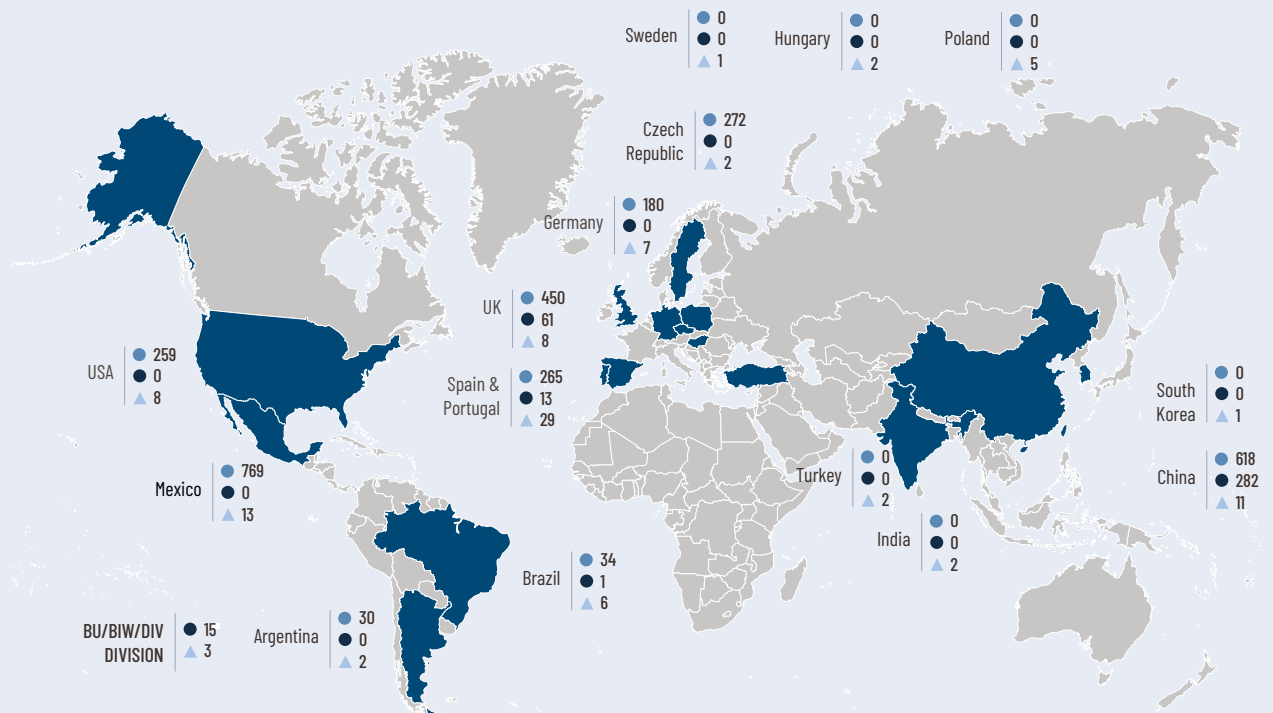 Sweden
0
0
1
Hungary
0
0
2
Poland
0
0
5
Czech
Republic
272
0
2
Germany
180
0
7
UK
450
61
8
USA
259
0
8
Spain &
Portugal
265
13
29
South
Korea
0
0
1
Mexico
769
0
13
Turkey
0
0
2
China
618
282
11
India
0
0
2
Brazil
34
1
6
BU/BIW/DIV
DIVISION
15
3
Argentina
30
0
2